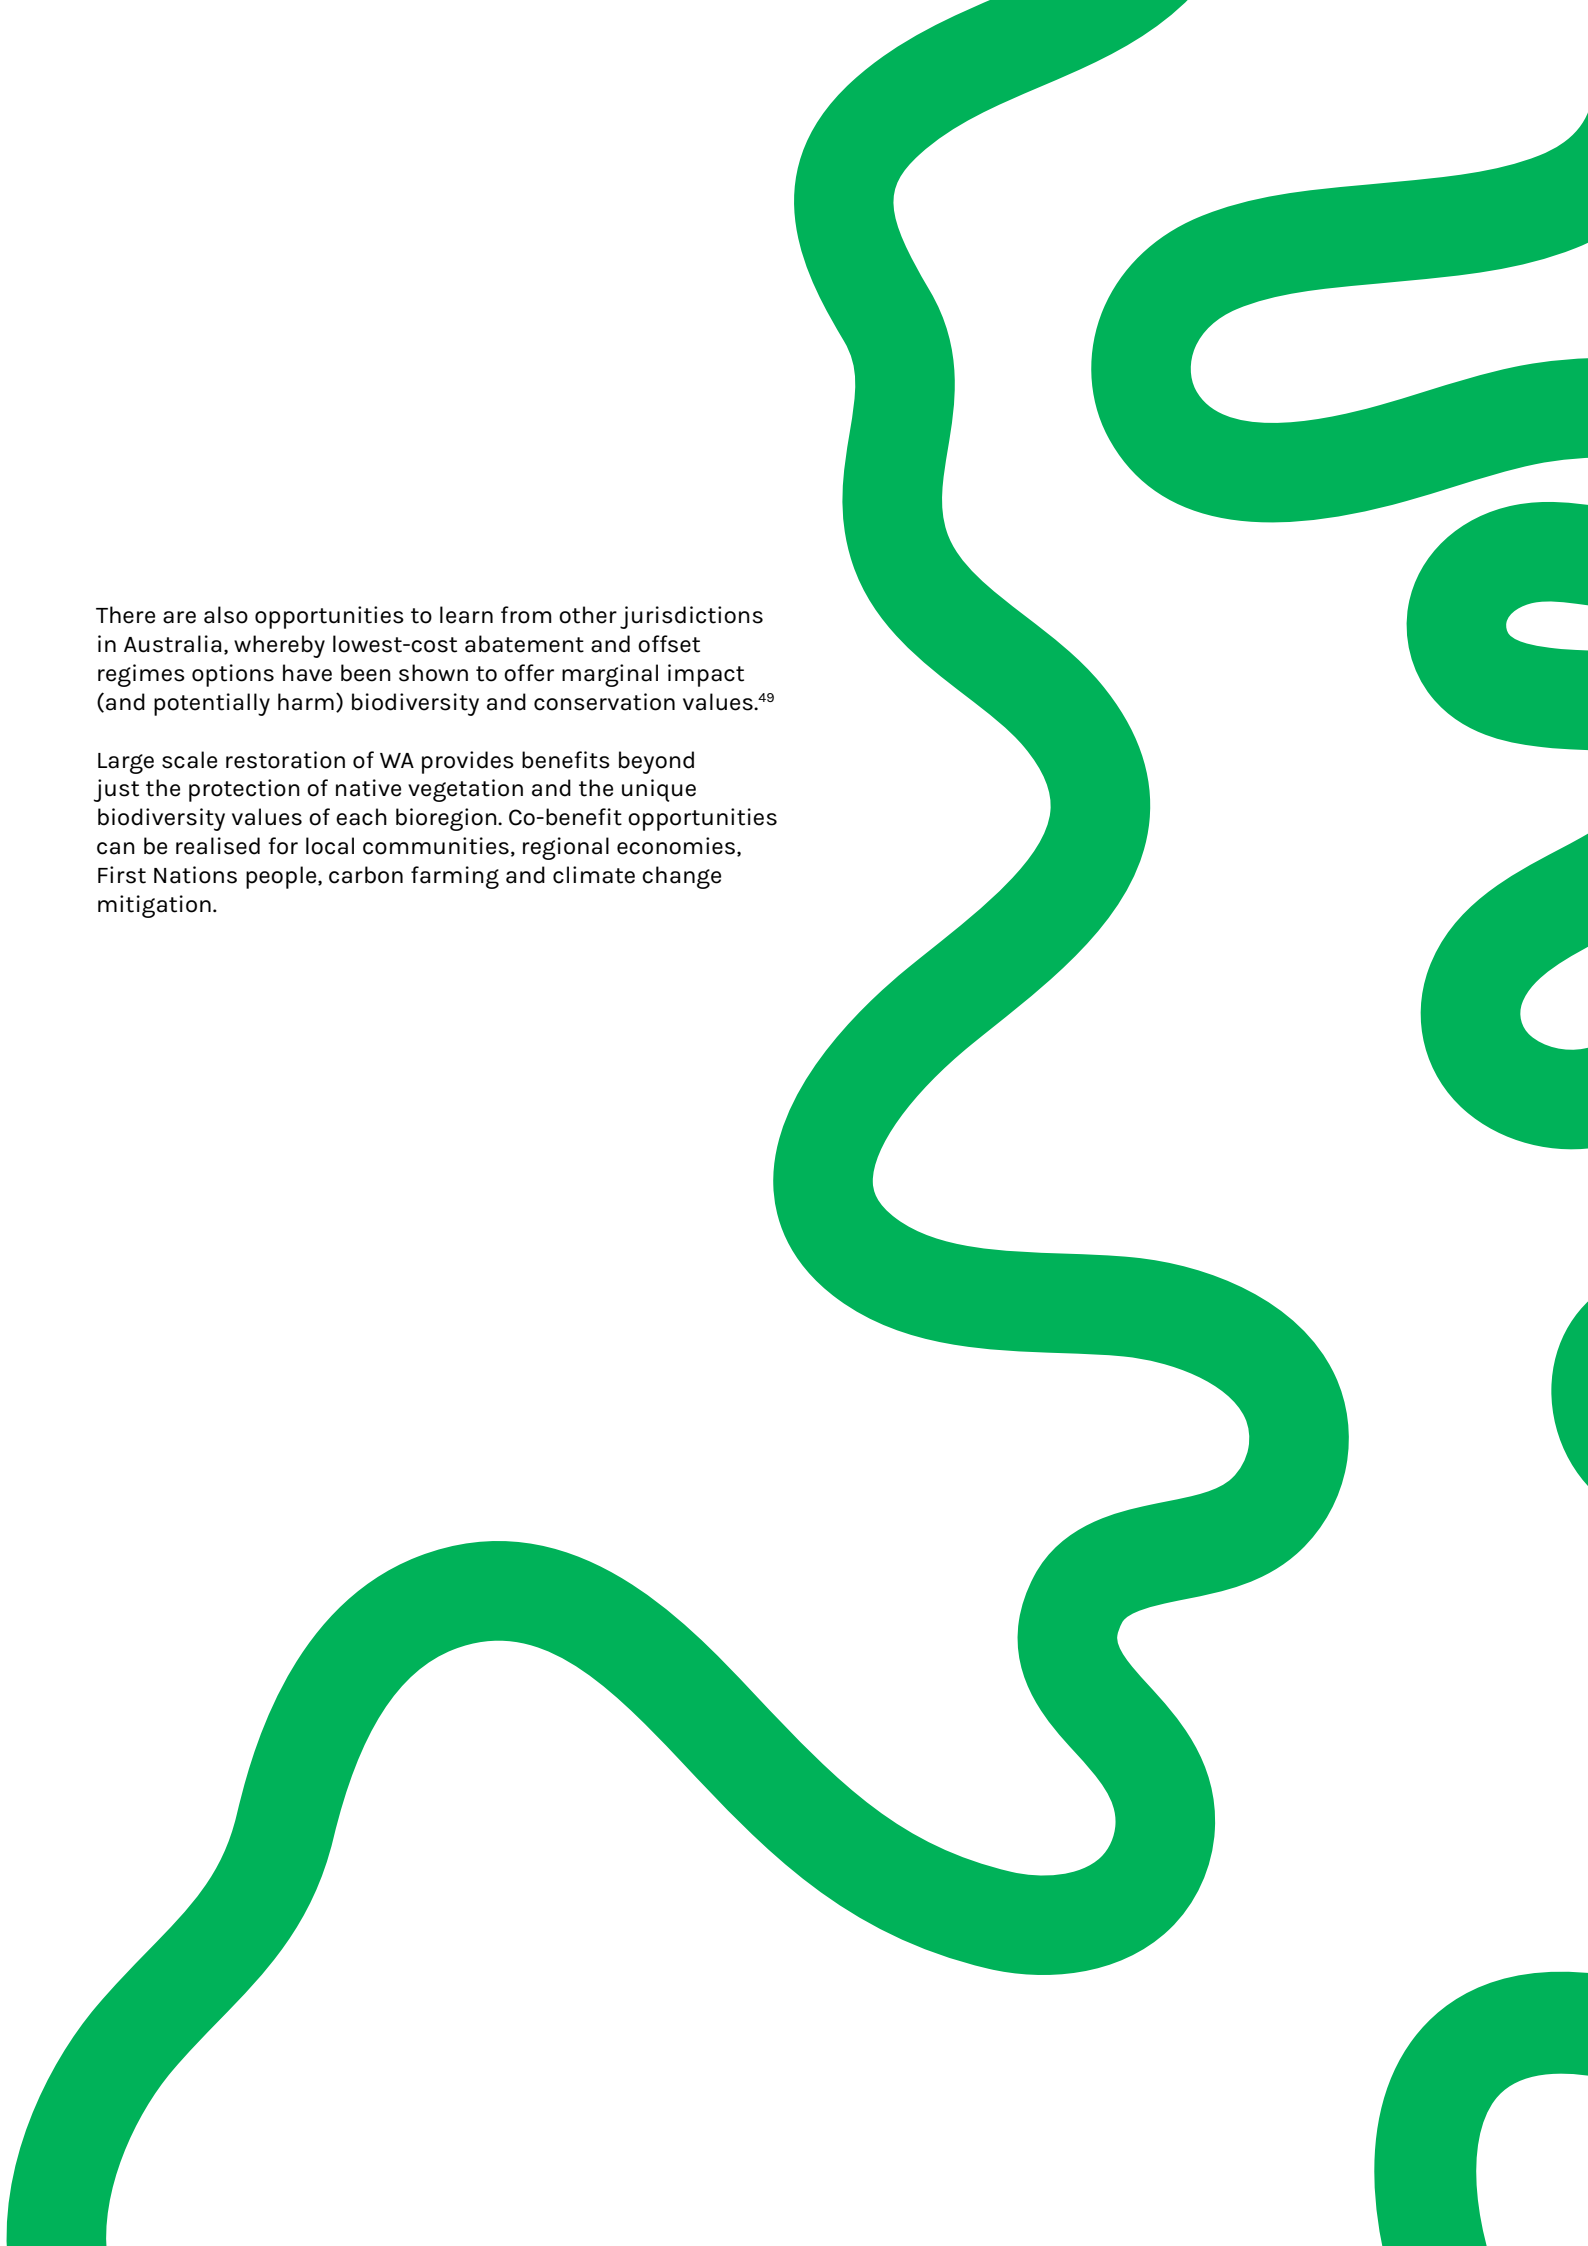 There are also opportunities to learn from other jurisdictions
in Australia, whereby lowest-cost abatement and offset
regimes options have been shown to offer marginal impact
(and potentially harm) biodiversity and conservation values.49
Large scale restoration of WA provides benefits beyond
just the protection of native vegetation and the unique
biodiversity values of each bioregion. Co-benefit opportunities
can be realised for local communities, regional economies,
First Nations people, carbon farming and climate change
mitigation.